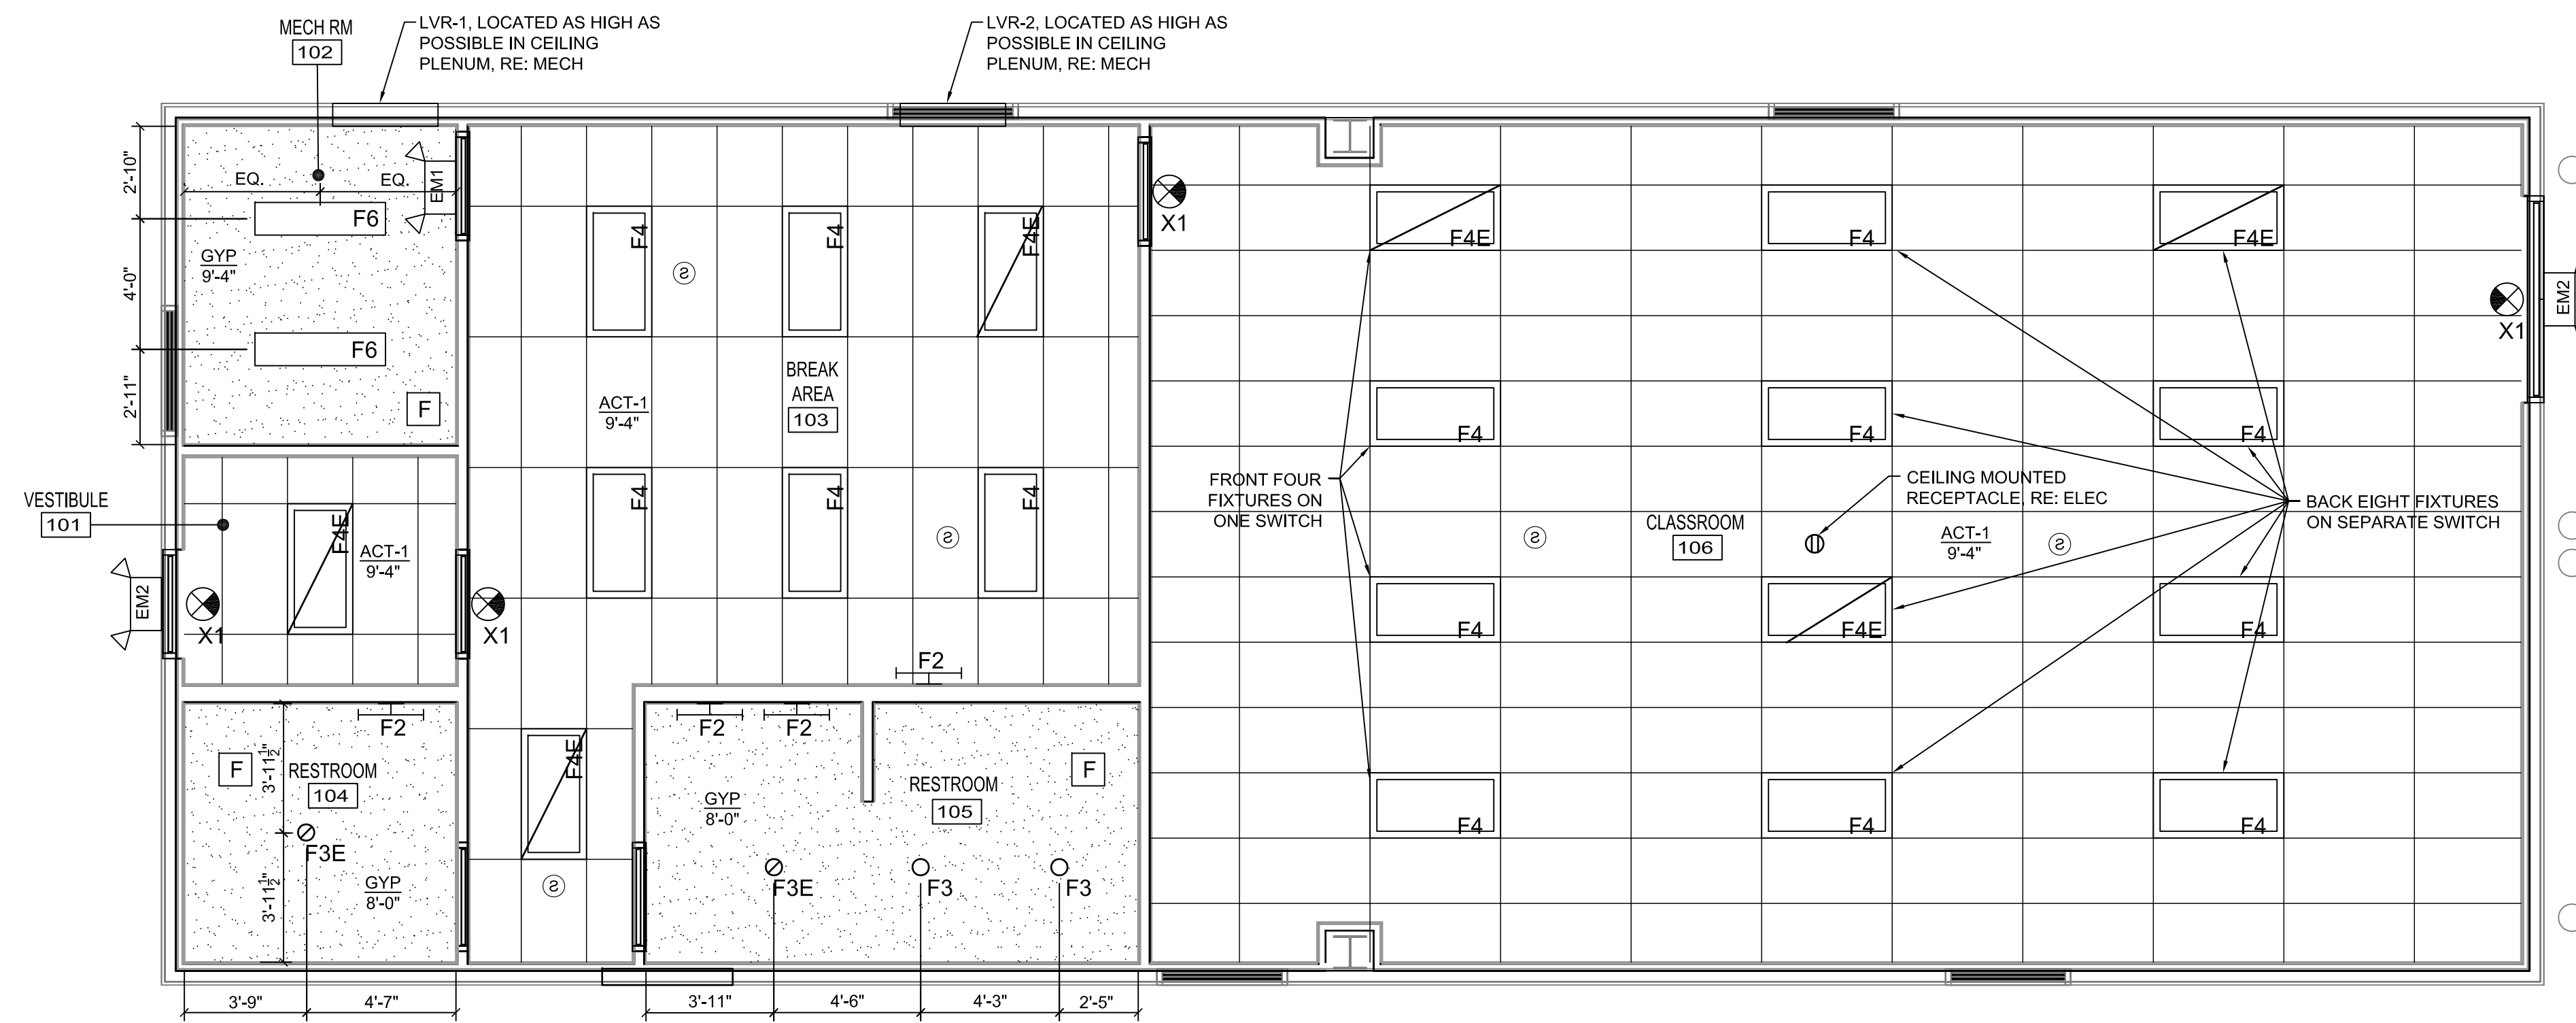 MECH RM
102
LVR-1, LOCATED AS HIGH AS
POSSIBLE IN CEILING
PLENUM, RE: MECH
LVR-2, LOCATED AS HIGH AS
POSSIBLE IN CEILING
PLENUM, RE: MECH
2'-10"
4'-0"
2'-11"
EQ.
EQ.
EM1
F6
GYP
9'-4"
F6
F
VESTIBULE
101
F4E
ACT-1
9'-4"
EM2
X1
X1
F4
F4
F4E
S
BREAK
AREA
103
ACT-1
9'-4"
F4
F4
F4
S
F2
F4E
S
F2
F
RESTROOM
104
3'-11 1/2"
3'-11 1/2"
F3E
GYP
8'-0"
F2
F2
RESTROOM
105
F
GYP
8'-0"
F3E
F3
F3
X1
F4E
F4
F4E
X1
EM2
F4
F4
F4
FRONT FOUR
FIXTURES ON
ONE SWITCH
CEILING MOUNTED
RECEPTACLE, RE: ELEC
BACK EIGHT FIXTURES
ON SEPARATE SWITCH
S
CLASSROOM
106
ACT-1
9'-4"
S
F4
F4E
F4
F4
F4
F4
3'-9"
4'-7"
3'-11"
4'-6"
4'-3"
2'-5"